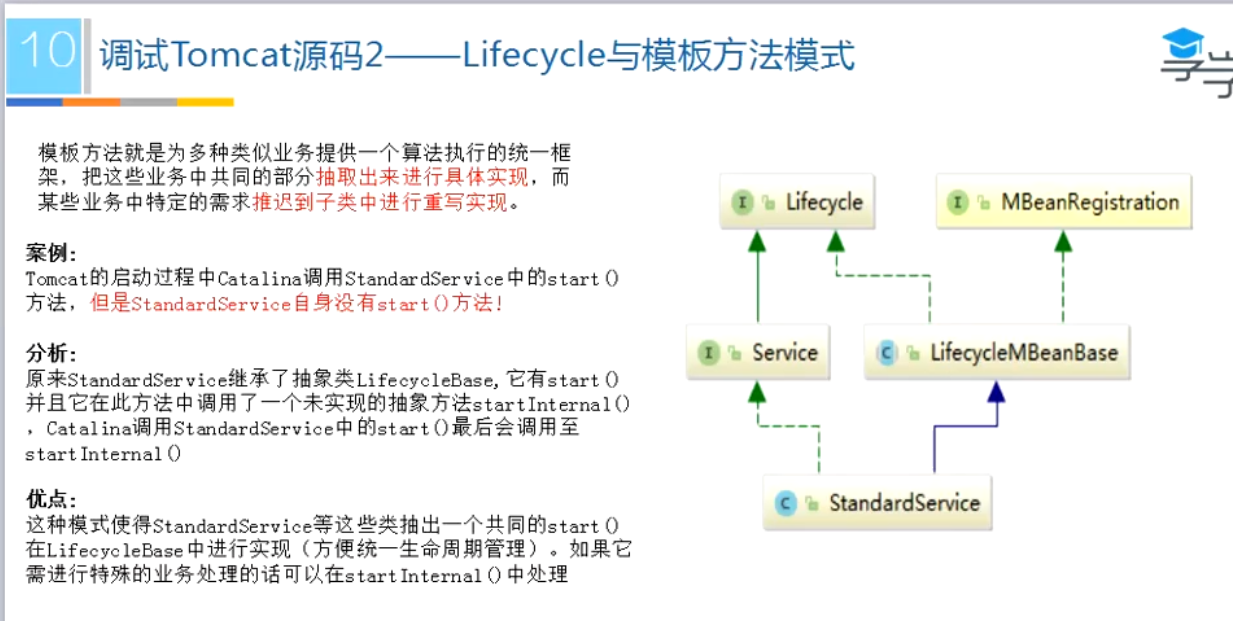 10
调试Tomcat源码2——Lifecycle与模板方法模式
模板方法就是为多种类似业务提供一个算法执行的统一框
架，把这些业务中共同的部分抽取出来进行具体实现，而
某些业务中特定的需求推迟到子类中进行重写实现。
案例:
Tomcat的启动过程中Catalina调用StandardService中的start()
方法，但是StandardService自身没有start()方法!
分析:
原来StandardService继承了抽象类LifecycleBase,它有start()
并且它在此方法中调用了一个未实现的抽象方法startInternal()
，Catalina调用StandardService中的start()最后会调用至
startInternal()
优点:
这种模式使得StandardService等这些类抽出一个共同的start()
在LifecycleBase中进行实现（方便统一生命周期管理）。如果它
需进行特殊的业务处理的话可以在startInternal()中处理
I Lifecycle
I MBeanRegistration
I Service
C LifecycleMBeanBase
C StandardService